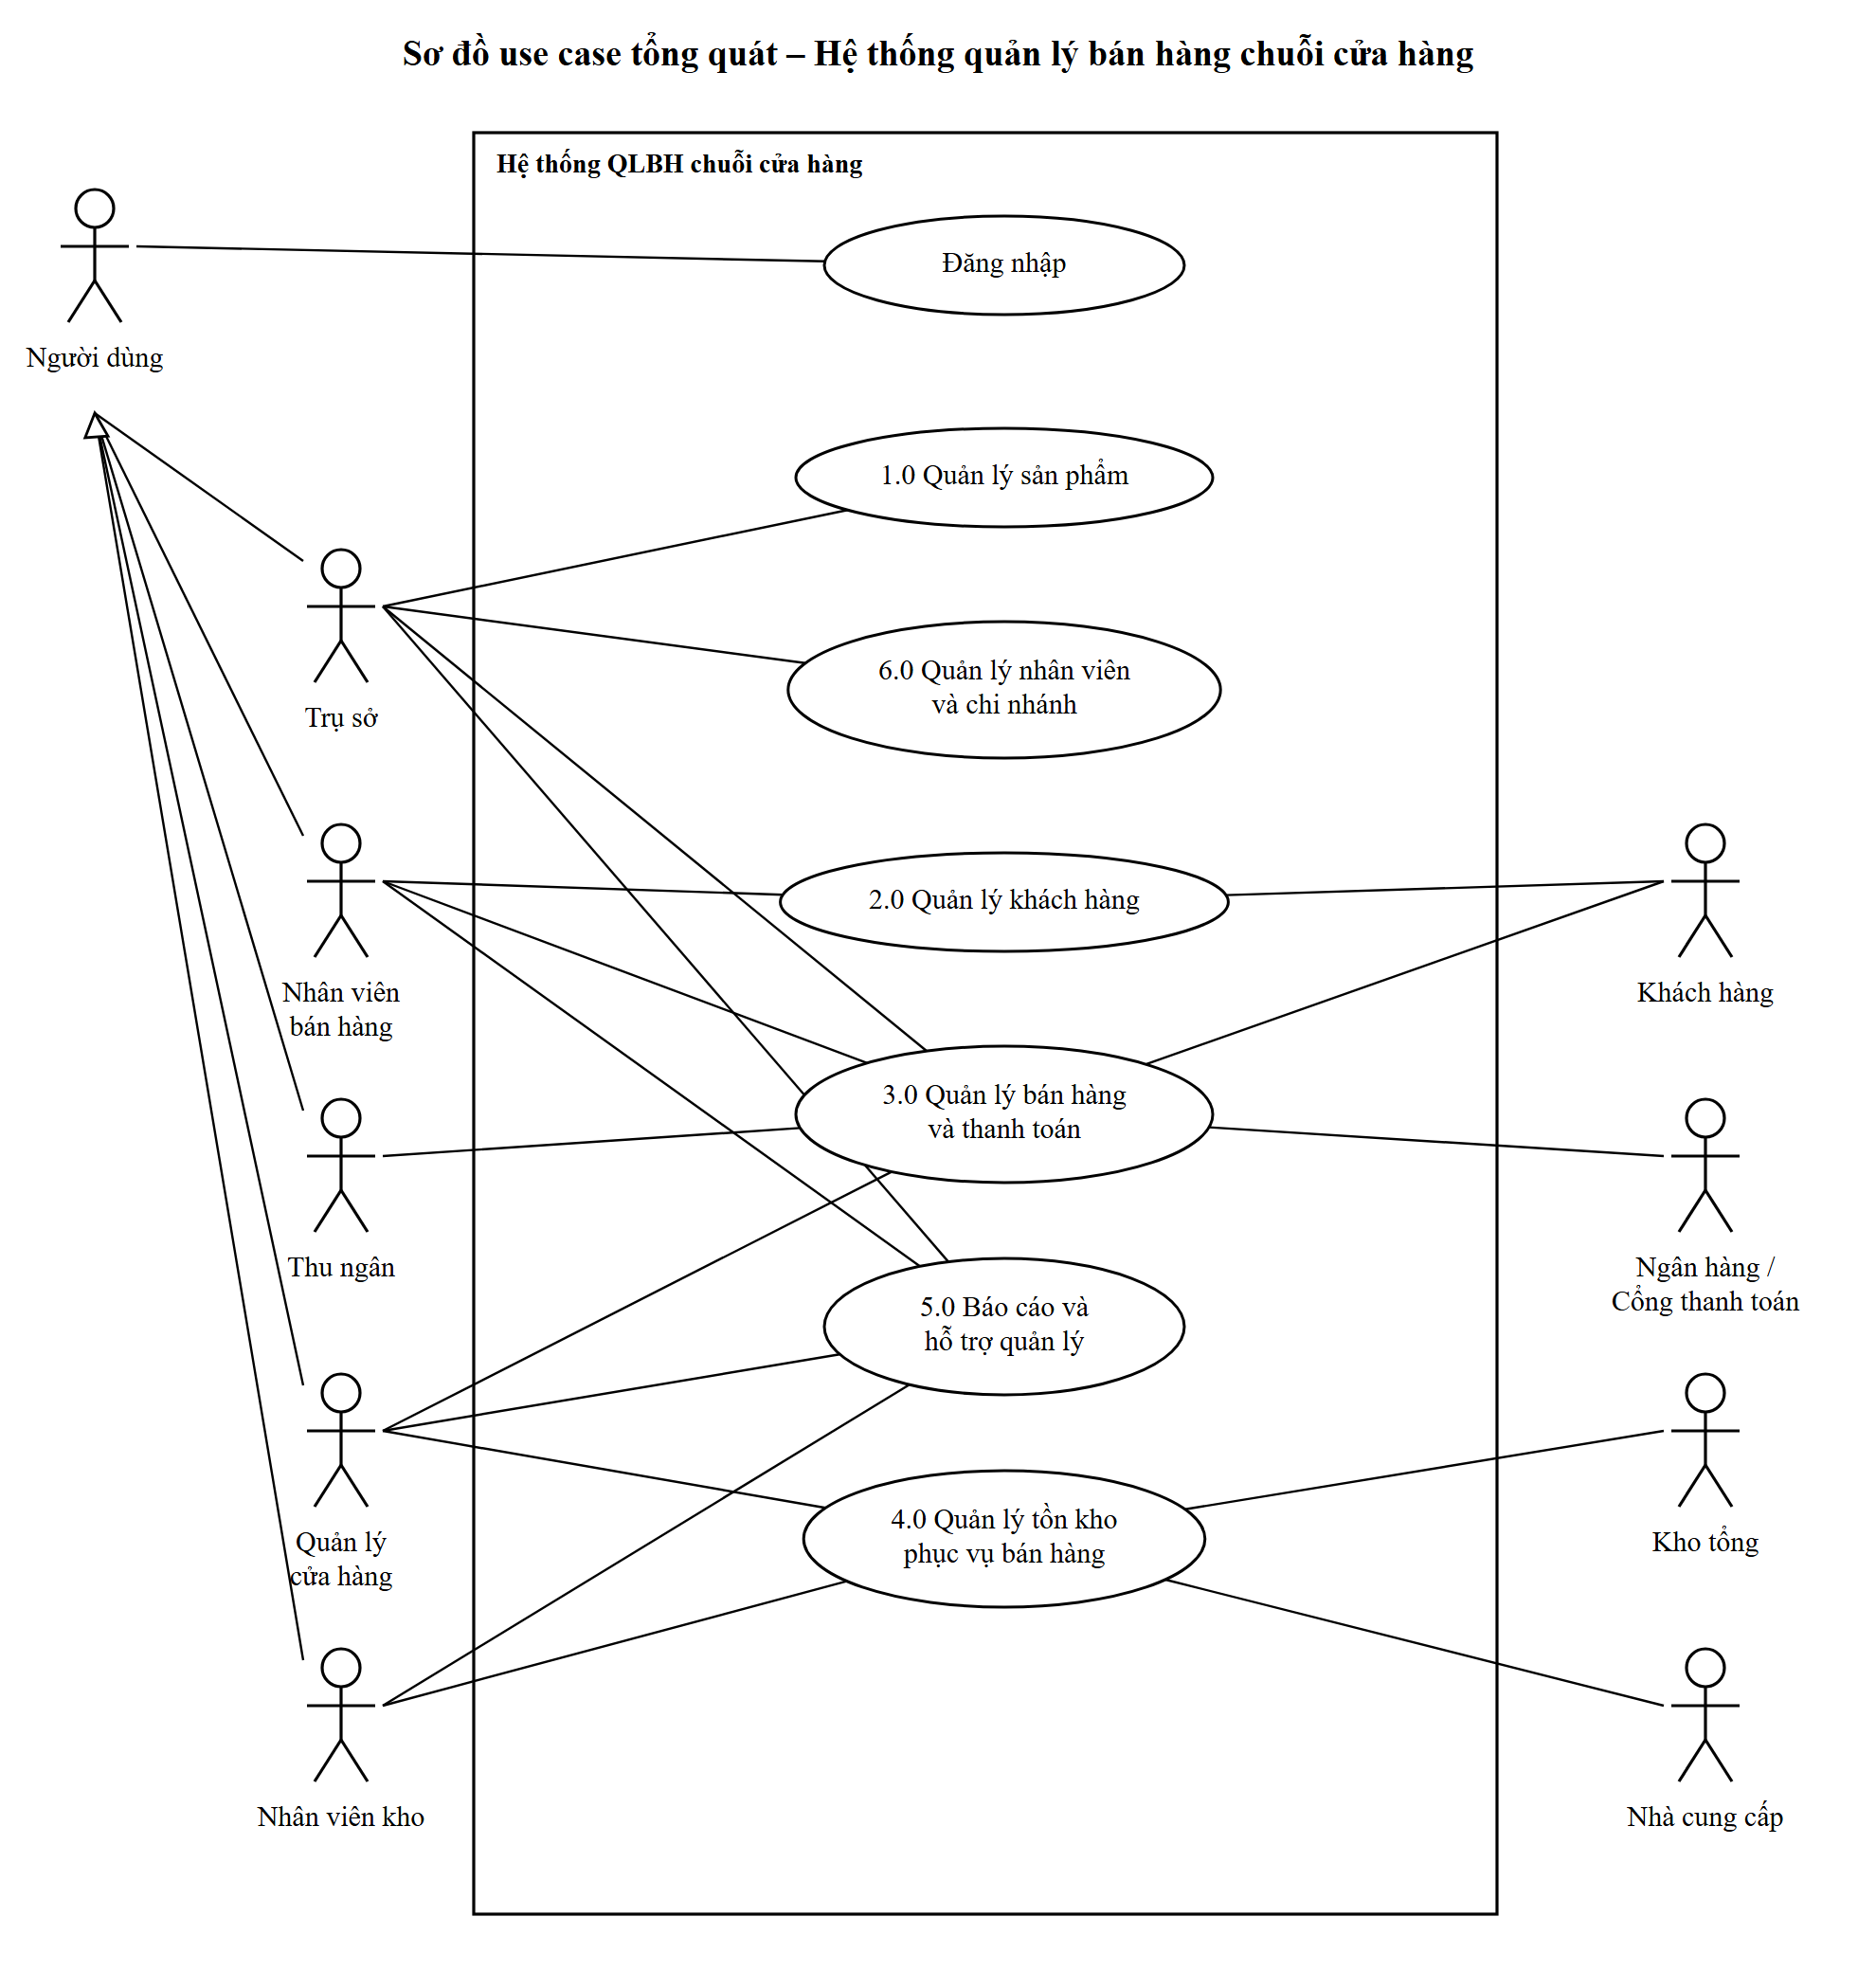 Sơ đồ use case tổng quát – Hệ thống quản lý bán hàng chuỗi cửa hàng
Hệ thống QLBH chuỗi cửa hàng
Đăng nhập
Người dùng
1.0 Quản lý sản phẩm
6.0 Quản lý nhân viên
và chi nhánh
Trụ sở
2.0 Quản lý khách hàng
Nhân viên
bán hàng
Khách hàng
3.0 Quản lý bán hàng
và thanh toán
Thu ngân
Ngân hàng /
Cổng thanh toán
5.0 Báo cáo và
hỗ trợ quản lý
4.0 Quản lý tồn kho
phục vụ bán hàng
Quản lý
cửa hàng
Kho tổng
Nhân viên kho
Nhà cung cấp